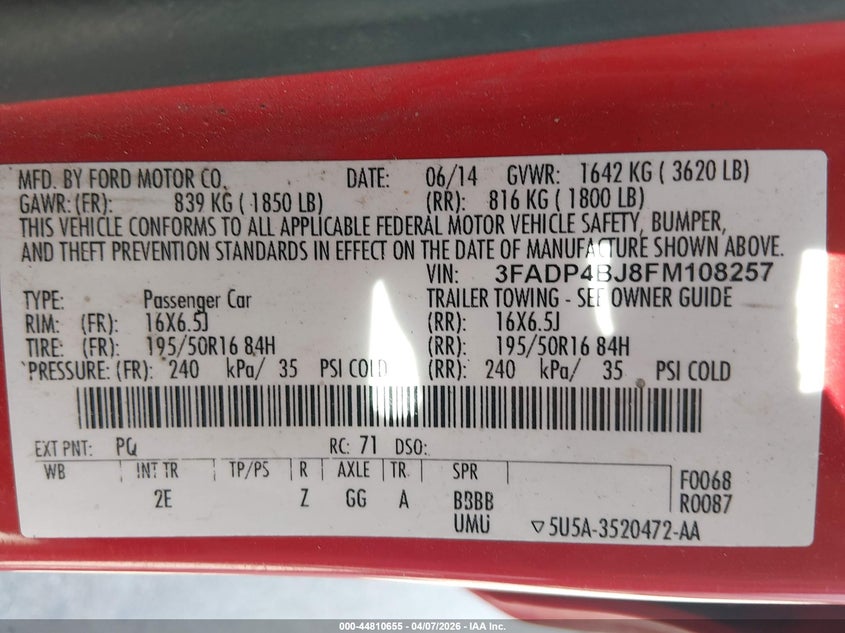 MFD. BY FORD MOTOR CO. DATE: 06/14 GVWR: 1642 KG ( 3620 LB)
GAWR: (FR): 839 KG ( 1850 LB) (RR): 816 KG ( 1800 LB)
THIS VEHICLE CONFORMS TO ALL APPLICABLE FEDERAL MOTOR VEHICLE SAFETY, BUMPER,
AND THEFT PREVENTION STANDARDS IN EFFECT ON THE DATE OF MANUFACTURE SHOWN ABOVE.
VIN: 3FADP4BJ8FM108257
TYPE: Passenger Car TRAILER TOWING - SEE OWNER GUIDE
RIM: (FR): 16X6.5J (RR): 16X6.5J
TIRE: (FR): 195/50R16 84H (RR): 195/50R16 84H
PRESSURE: (FR): 240 kPa/ 35 PSI COLD (RR): 240 kPa/ 35 PSI COLD
EXT PNT: PQ RC: 71 DSO:
WB INT TR TP/PS R AXLE TR SPR F0068
2E Z GG A BBBB R0087
UMU ▽5U5A-3520472-AA
000-44810655 - 04/07/2026 - IAA Inc.